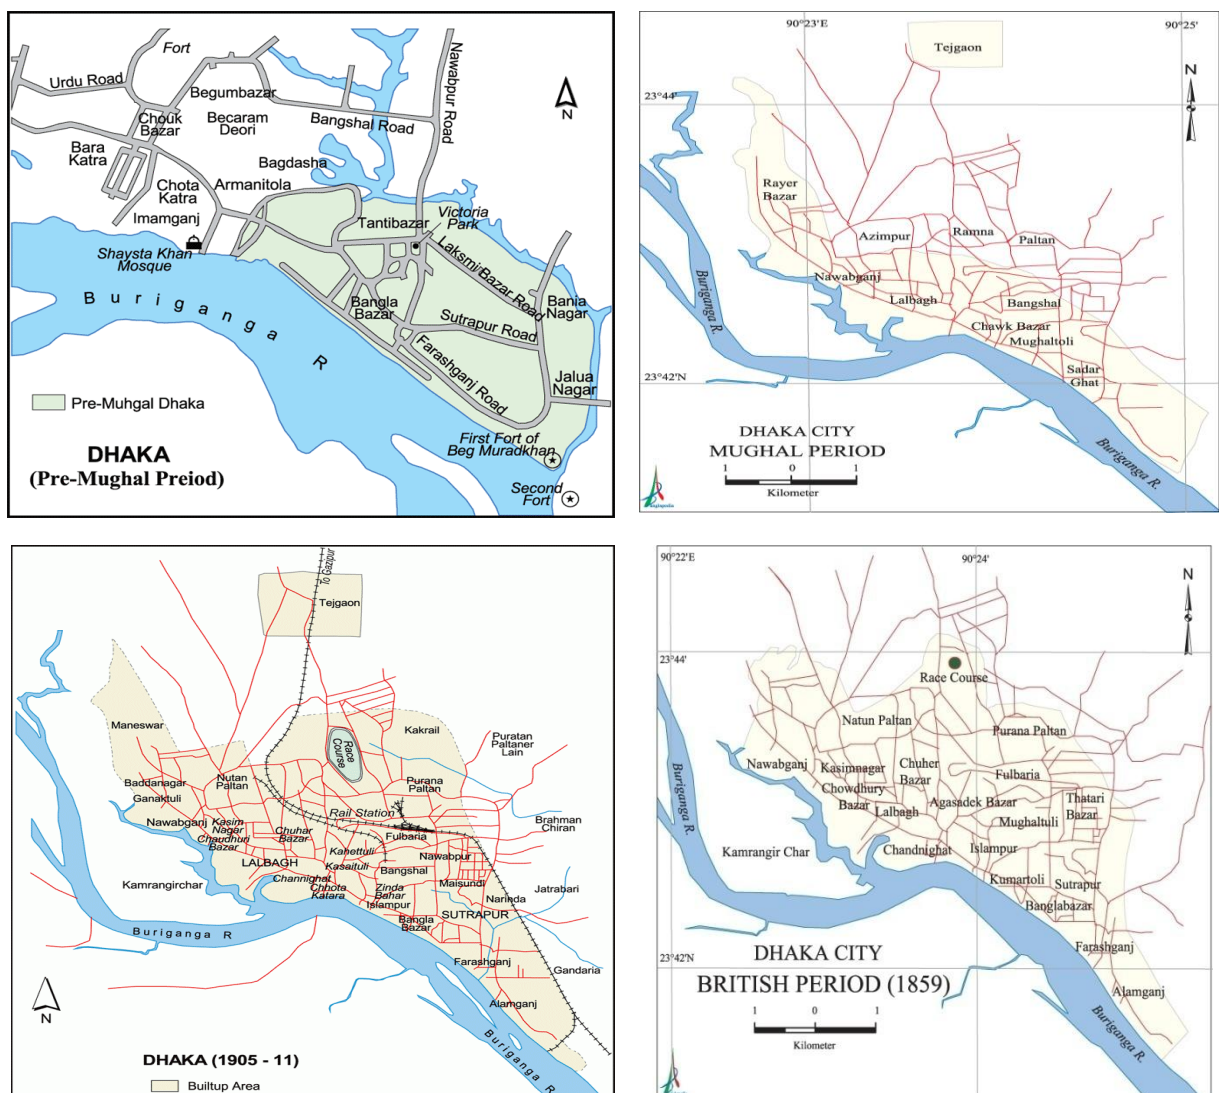 Fort
Urdu Road
Begumbazar
Nawabpur Road
N
Chouk
Bazar
Becaram
Deori
Bangshal Road
Bara
Katra
Bagdasha
Chota
Katra
Armanitola
Imamganj
Tantibazar
Victoria
Park
Shaysta Khan
Mosque
Laksmi Bazar Road
Buriganga R
Bangla
Bazar
Bania
Nagar
Sutrapur Road
Farashganj Road
Jalua
Nagar
Pre-Muhgal Dhaka
First Fort of
Beg Muradkhan
DHAKA
(Pre-Mughal Preiod)
Second
Fort
90°23'E
90°25'
Tejgaon
N
23°44'
Rayer
Bazar
Azimpur
Ramna
Paltan
Nawabganj
Buriganga R.
Lalbagh
Bangshal
Chawk Bazar
Mughaltoli
Sadar
Ghat
23°42'N
DHAKA CITY
MUGHAL PERIOD
1 0 1
Kilometer
Buriganga R.
To Gazipur
Tejgaon
Maneswar
Kakrail
Race
Course
Puratan
Paltaner
Lain
Baddanagar
Nutan
Paltan
Purana
Paltan
Ganaktuli
Rail Station
Nawabganj
Kasim
Nagar
Chaudhuri
Bazar
Chuhar
Bazar
Fulbaria
Brahman
Chiran
Kahettuli
Nawabpur
LALBAGH
Kasaituli
Bangshal
Channighat
Maisundi
Kamrangirchar
Chhota
Katara
Zinda
Bahar
Islampur
Narinda
Jatrabari
Bangla
Bazar
SUTRAPUR
Buriganga R
Farashganj
Gandaria
N
Alamganj
Buriganga R.
DHAKA (1905 - 11)
Builtup Area
90°22'E
90°24'
N
23°44'
Race Course
Natun Paltan
Purana Paltan
Nawabganj
Kasimnagar
Chuher
Bazar
Fulbaria
Chowdhury
Bazar
Agasadek Bazar
Thatari
Bazar
Lalbagh
Mughaltuli
Buriganga R.
Kamrangir Char
Chandnighat
Islampur
Kumartoli
Sutrapur
Banglabazar
DHAKA CITY
Farashganj
23°42'N
BRITISH PERIOD (1859)
Alamganj
1 0 1
Kilometer
Buriganga R.